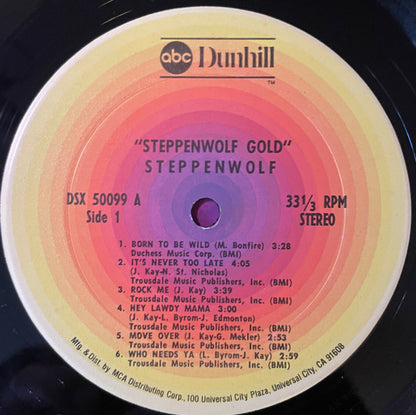 abc Dunhill
TM
"STEPPENWOLF GOLD"
STEPPENWOLF
DSX 50099 A
Side 1
33 1/3 RPM
STEREO
1. BORN TO BE WILD (M. Bonfire) 3:28
Duchess Music Corp. (BMI)
2. IT'S NEVER TOO LATE 4:05
(J. Kay-N. St. Nicholas)
Trousdale Music Publishers, Inc. (BMI)
3. ROCK ME (J. Kay) 3:39
Trousdale Music Publishers, Inc. (BMI)
4. HEY LAWDY MAMA 3:00
(J. Kay-L. Byrom-J. Edmonton)
Trousdale Music Publishers, Inc. (BMI)
5. MOVE OVER (J. Kay-G. Mekler) 2:53
Trousdale Music Publishers, Inc. (BMI)
6. WHO NEEDS YA (L. Byrom-J. Kay) 2:59
Trousdale Music Publishers, Inc. (BMI)
Mfg. & Dist. by MCA Distributing Corp., 100 Universal City Plaza, Universal City, CA 91608